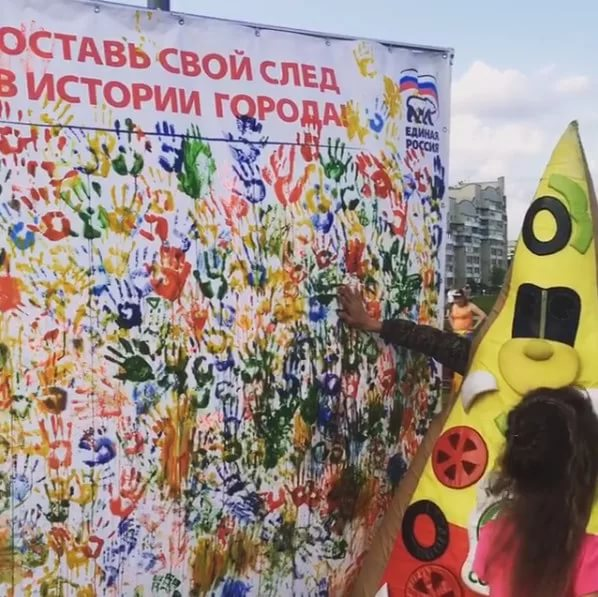 ОСТАВЬ СВОЙ СЛЕД
В ИСТОРИИ ГОРОДА
ЕДИНАЯ
РОССИЯ